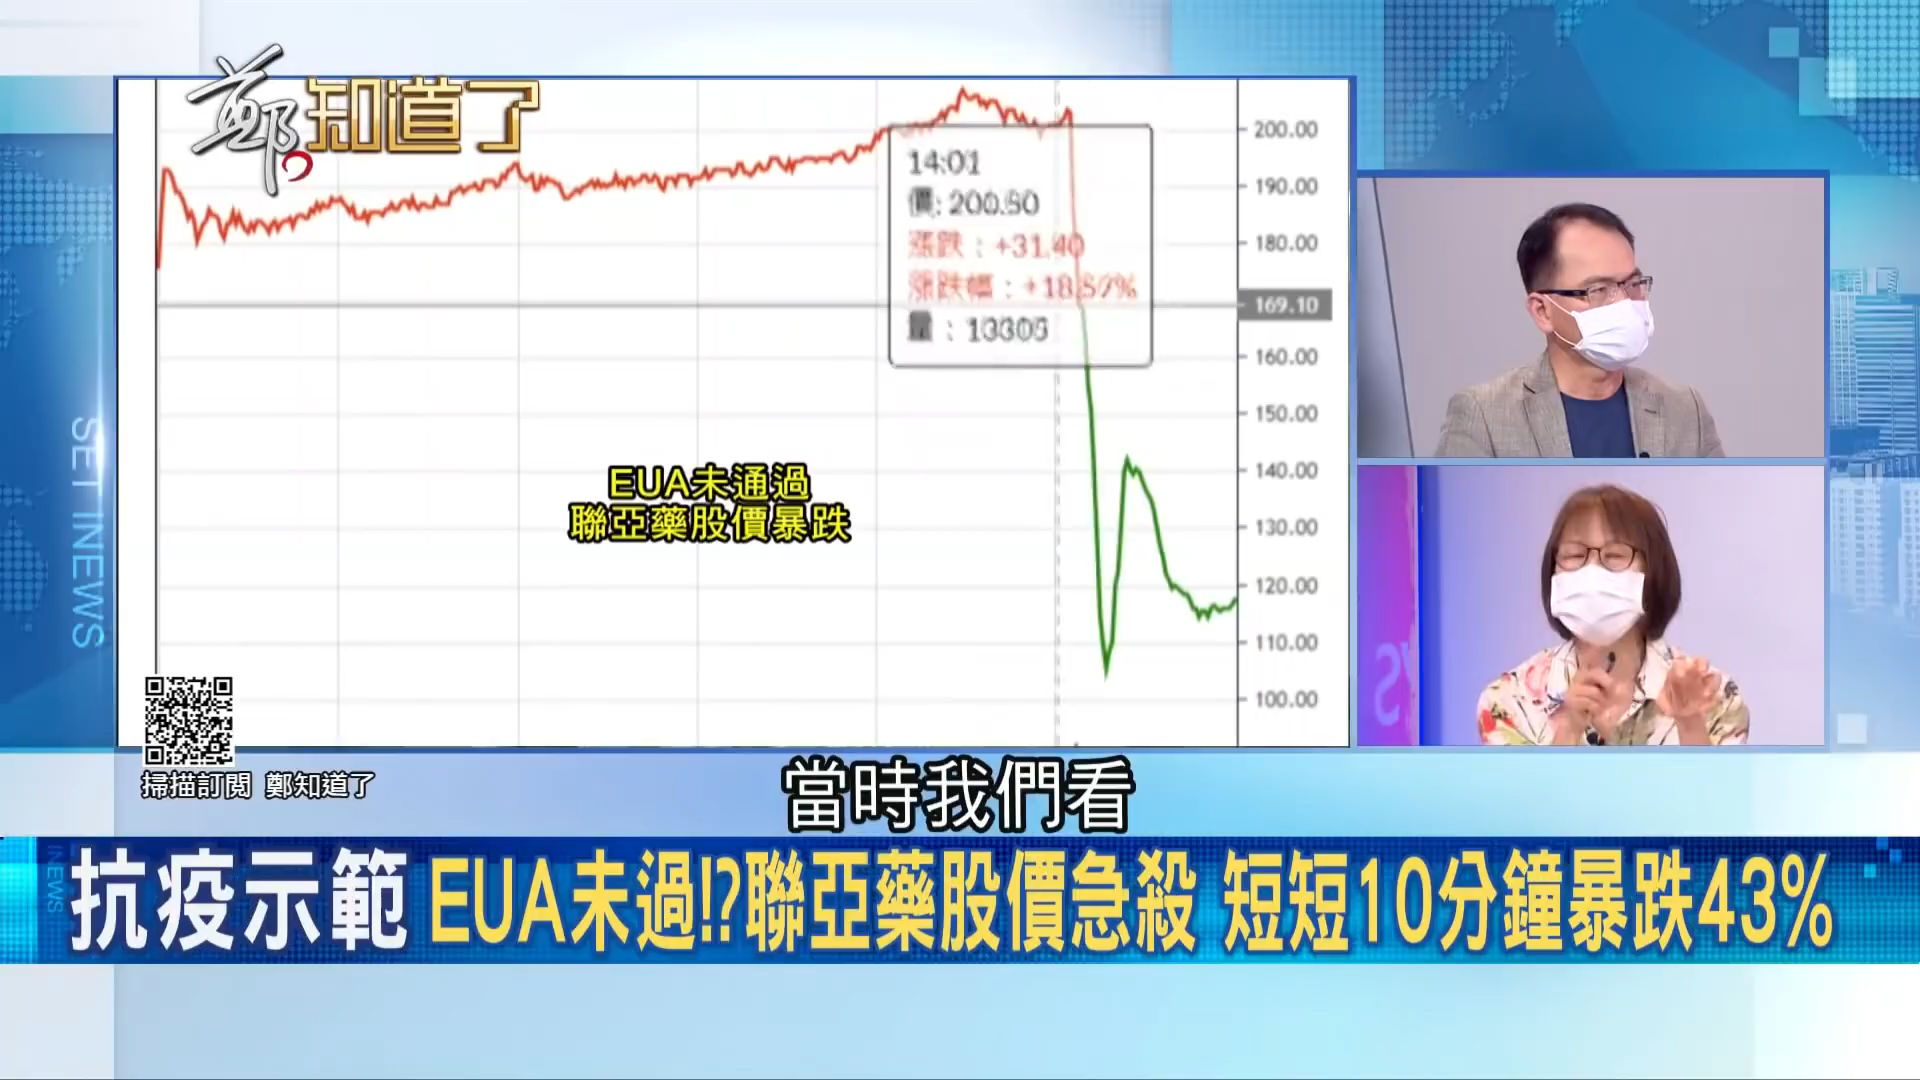 鄭知道了
200.00
190.00
180.00
169.10
160.00
150.00
140.00
130.00
120.00
110.00
100.00
14:01
價: 200.50
漲跌 : +31.40
漲跌幅 : +18.57%
量 : 13305
EUA未通過
聯亞藥股價暴跌
SET INEWS
掃描訂閱 鄭知道了
當時我們看
INEWS
抗疫示範 EUA未過!?聯亞藥股價急殺 短短10分鐘暴跌43%